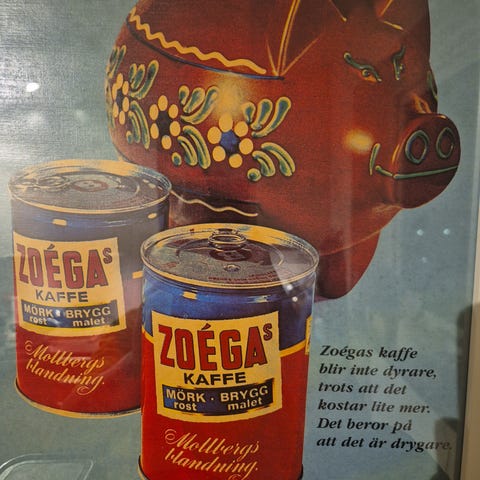 ZOÉGAs
KAFFE
MÖRK · BRYGG
rost malet
Mollbergs
blandning.
ZOÉGAs
KAFFE
MÖRK · BRYGG
rost malet
Mollbergs
blandning.
Zoégas kaffe
blir inte dyrare,
trots att det
kostar lite mer.
Det beror på
att det är drygare.